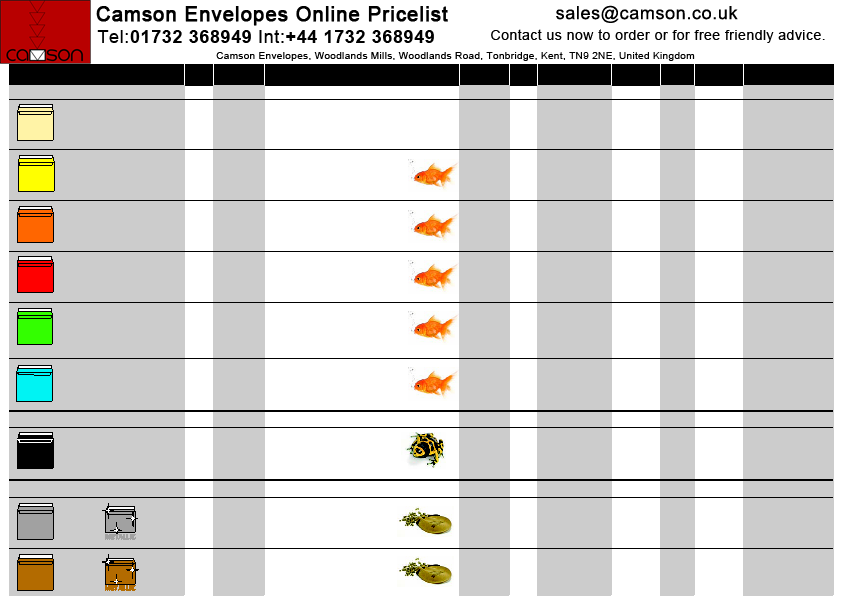 Camson Envelopes Online Pricelist
sales@camson.co.uk
Tel:01732 368949 Int:+44 1732 368949
Contact us now to order or for free friendly advice.
camson
Camson Envelopes, Woodlands Mills, Woodlands Road, Tonbridge, Kent, TN9 2NE, United Kingdom
METALLIC
METALLIC